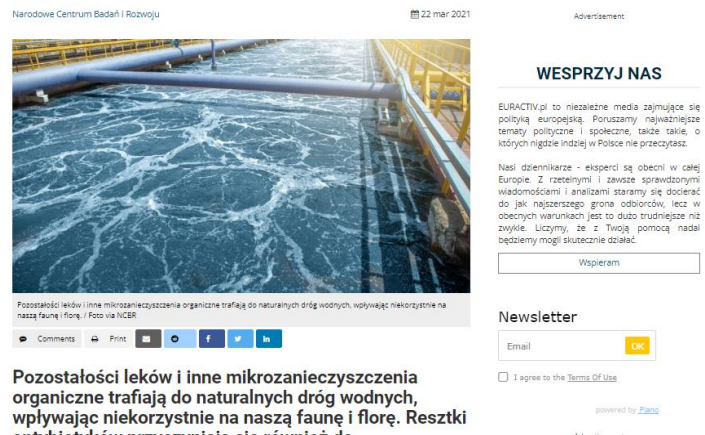 Narodowe Centrum Badań i Rozwoju
22 mar 2021
Pozostałości leków i inne mikrozanieczyszczenia organiczne trafiają do naturalnych dróg wodnych, wpływając niekorzystnie na
naszą faunę i florę. / Foto via NCBR
Comments
Print
Pozostałości leków i inne mikrozanieczyszczenia
organiczne trafiają do naturalnych dróg wodnych,
wpływając niekorzystnie na naszą faunę i florę. Resztki
Advertisement
WESPRZYJ NAS
EURACTIV.pl to niezależne media zajmujące się
polityką europejską. Poruszamy najważniejsze
tematy polityczne i społeczne, także takie, o
których nigdzie indziej w Polsce nie przeczytasz.
Nasi dziennikarze - eksperci są obecni w całej
Europie. Z rzetelnymi i zawsze sprawdzonymi
wiadomościami i analizami staramy się docierać
do jak najszerszego grona odbiorców, lecz w
obecnych warunkach jest to dużo trudniejsze niż
zwykle. Liczymy, że z Twoją pomocą nadal
będziemy mogli skutecznie działać.
Wspieram
Newsletter
Email
OK
I agree to the Terms Of Use
powered by Piano